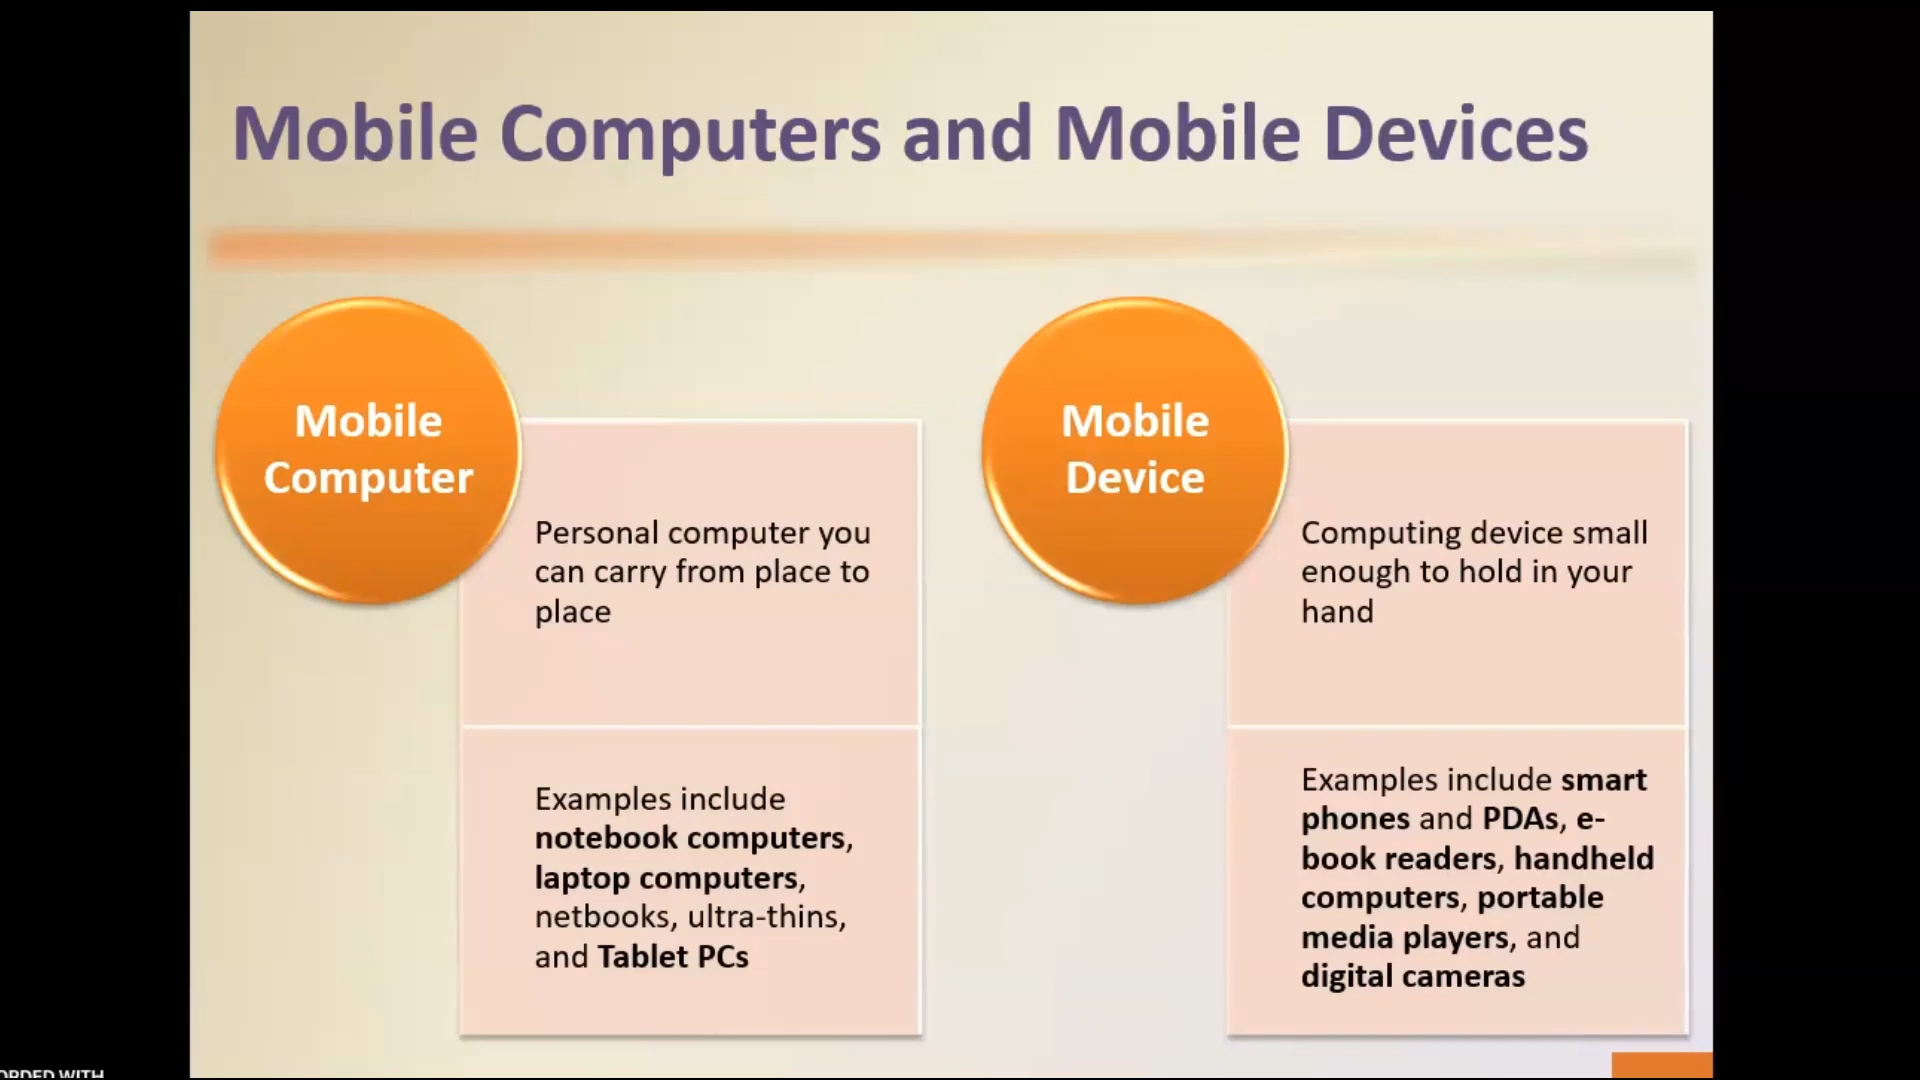 Mobile Computers and Mobile Devices
Mobile
Computer
Personal computer you
can carry from place to
place
Examples include
notebook computers,
laptop computers,
netbooks, ultra-thins,
and Tablet PCs
Mobile
Device
Computing device small
enough to hold in your
hand
Examples include smart
phones and PDAs, e-
book readers, handheld
computers, portable
media players, and
digital cameras
WITH